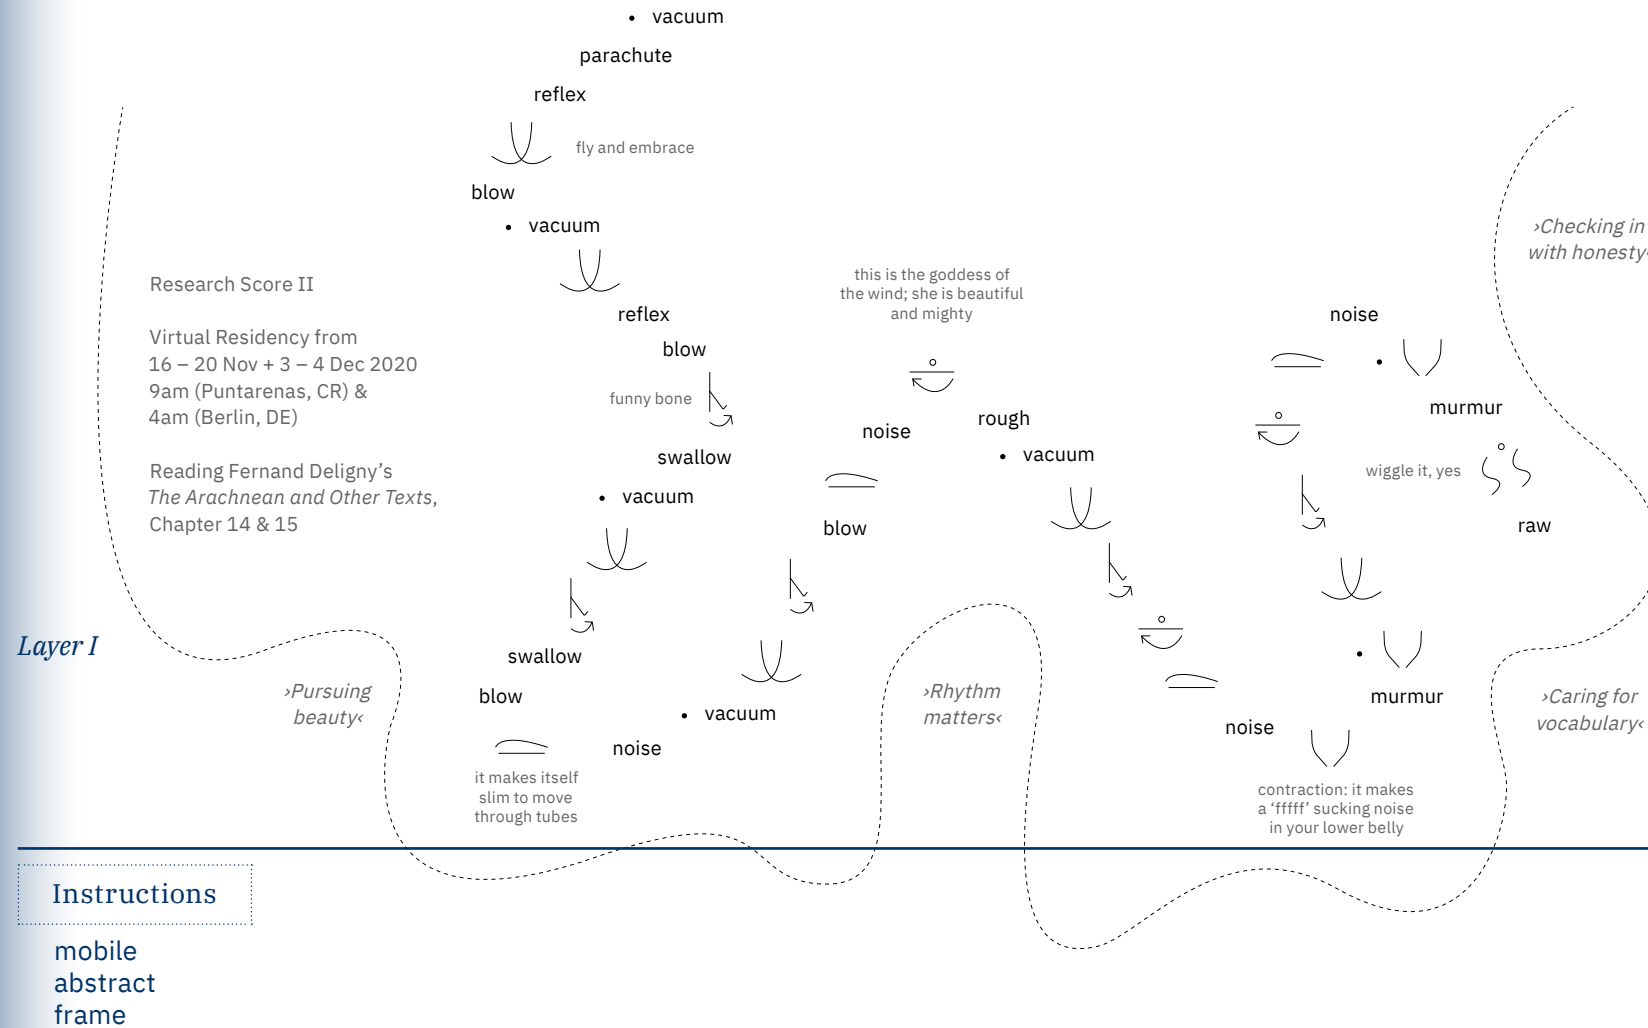 • vacuum
parachute
reflex
fly and embrace
blow
• vacuum
reflex
blow
funny bone
swallow
• vacuum
swallow
blow
it makes itself
slim to move
through tubes
noise
• vacuum
blow
noise
this is the goddess of
the wind; she is beautiful
and mighty
rough
• vacuum
noise
contraction: it makes
a ‘fffff’ sucking noise
in your lower belly
murmur
noise
murmur
wiggle it, yes
raw
Research Score II
Virtual Residency from
16 – 20 Nov + 3 – 4 Dec 2020
9am (Puntarenas, CR) &
4am (Berlin, DE)
Reading Fernand Deligny’s
The Arachnean and Other Texts,
Chapter 14 & 15
Layer I
›Pursuing
beauty‹
›Rhythm
matters‹
›Checking in
with honesty‹
›Caring for
vocabulary‹
Instructions
mobile
abstract
frame